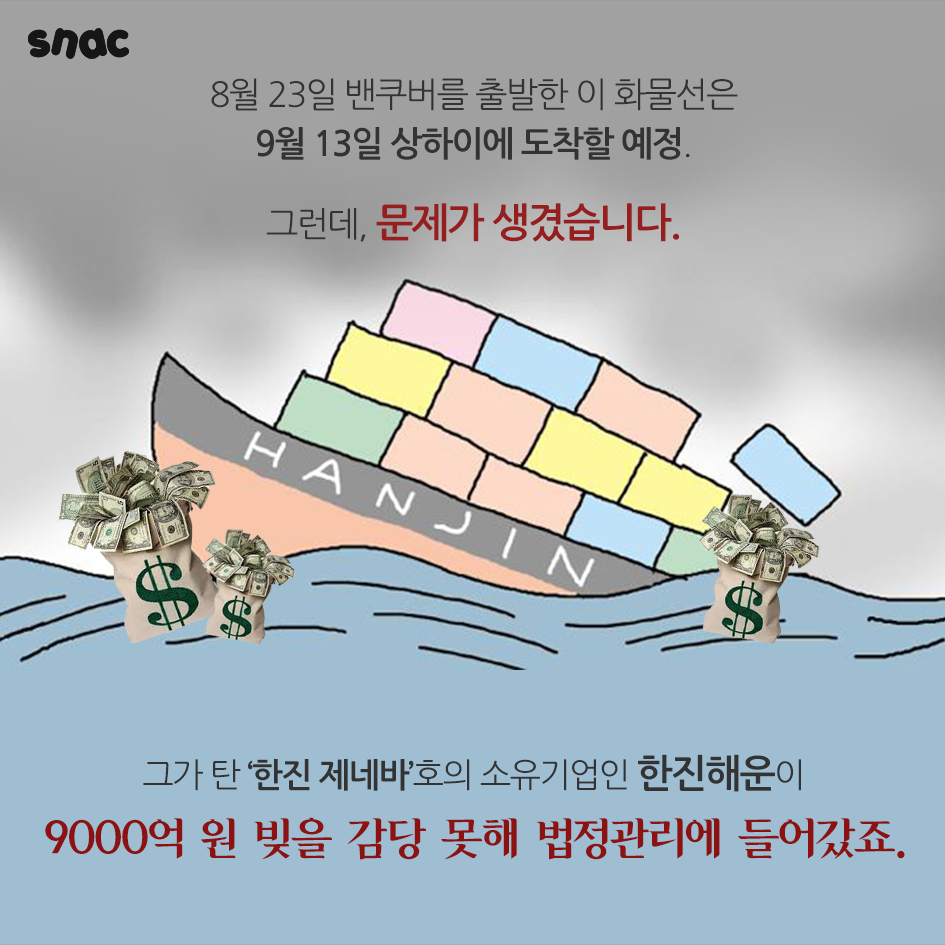 snac
8월 23일 밴쿠버를 출발한 이 화물선은
9월 13일 상하이에 도착할 예정.
그런데, 문제가 생겼습니다.
HANJIN
$
$
$
그가 탄 ‘한진 제네바’호의 소유기업인 한진해운이
9000억 원 빚을 감당 못해 법정관리에 들어갔죠.